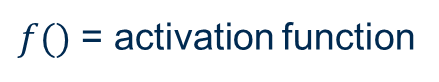 f() = activation function